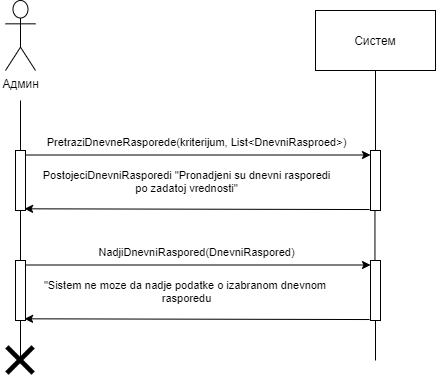 Систем
Админ
PretraziDnevneRasporede(kriterijum, List<DnevniRasproed>)
PostojeciDnevniRasporedi "Pronadjeni su dnevni rasporedi
po zadatoj vrednosti"
NadjiDnevniRaspored(DnevniRaspored)
"Sistem ne moze da nadje podatke o izabranom dnevnom
rasporedu